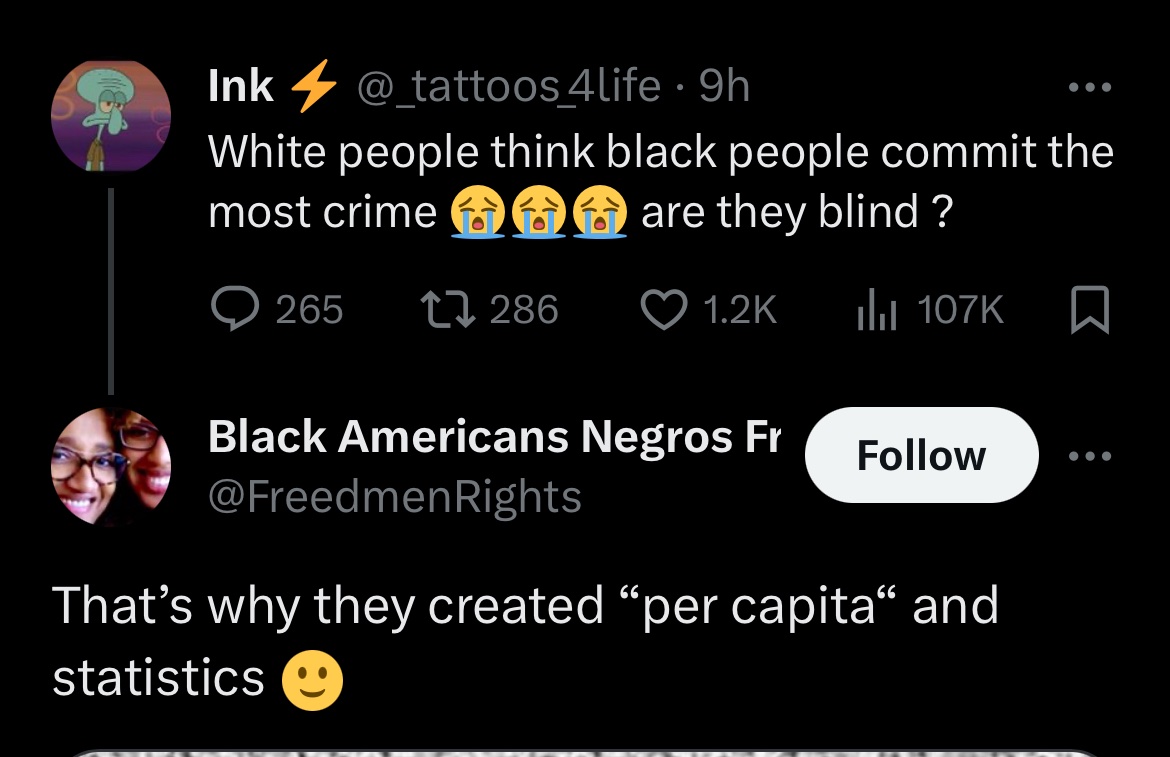 Ink ⚡ @_tattoos_4life · 9h
White people think black people commit the
most crime 😭😭😭 are they blind ?
265 286 1.2K 107K
Black Americans Negros Fr
Follow
@FreedmenRights
That’s why they created “per capita“ and
statistics 🙂